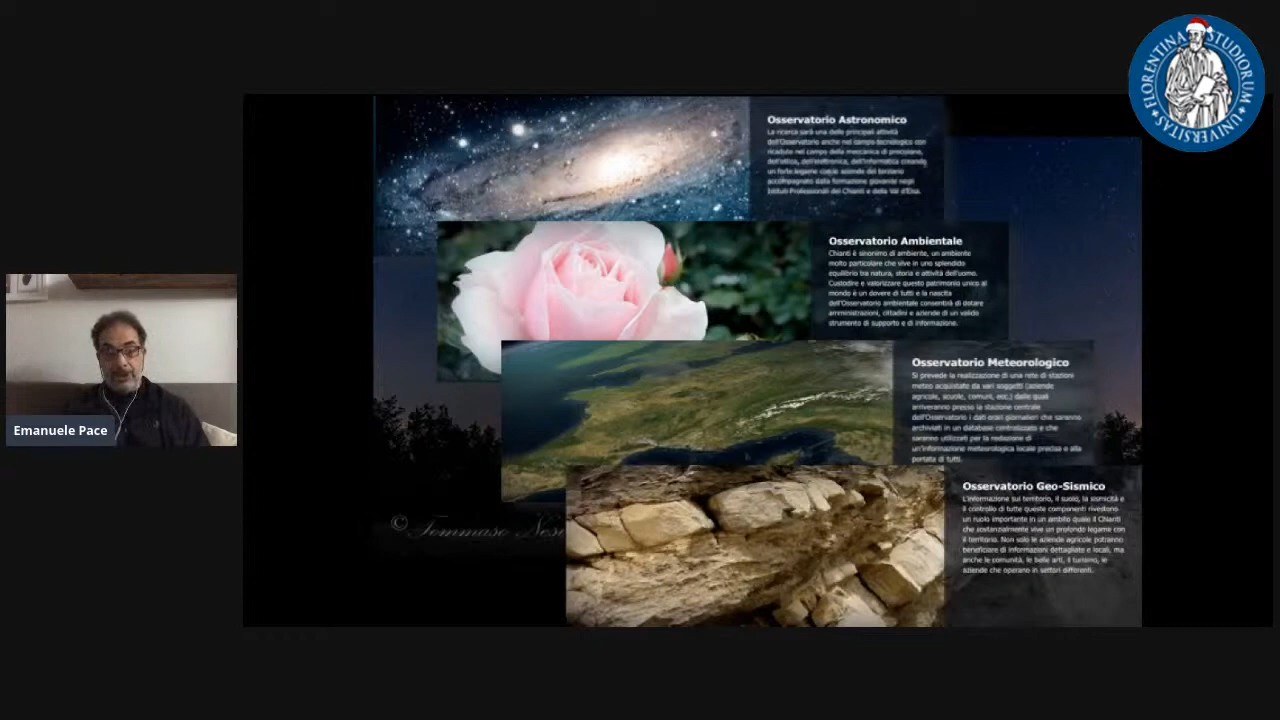 FLORENTINA STUDIORUM UNIVERSITAS
Osservatorio Astronomico
La ricerca sarà una delle principali attività
dell'Osservatorio anche nel campo tecnologico con
ricadute nel campo della meccanica di precisione,
dell'ottica, dell'elettronica, dell'informatica creando
un forte legame con le aziende del terziario
accompagnato dalla formazione giovanile negli
Istituti Professionali del Chianti e della Val d'Elsa.
Osservatorio Ambientale
Chianti è sinonimo di ambiente, un ambiente
molto particolare che vive in uno splendido
equilibrio tra natura, storia e attività dell'uomo.
Custodire e valorizzare questo patrimonio unico al
mondo è un dovere di tutti e la nascita
dell'Osservatorio ambientale consentirà di dotare
amministrazioni, cittadini e aziende di un valido
strumento di supporto e di informazione.
Osservatorio Meteorologico
Si prevede la realizzazione di una rete di stazioni
meteo acquistate da vari soggetti (aziende
agricole, scuole, comuni, ecc.) dalle quali
arriveranno presso la stazione centrale
dell'Osservatorio i dati orari giornalieri che saranno
archiviati in un database centralizzato e che
saranno utilizzati per la redazione di
un'informazione meteorologica locale precisa e alla
portata di tutti.
Emanuele Pace
Osservatorio Geo-Sismico
L'informazione sul territorio, il suolo, la sismicità e
il controllo di tutte queste componenti rivestono
un ruolo importante in un ambito quale il Chianti
che sostanzialmente vive un profondo legame con
il territorio. Non solo le aziende agricole potranno
beneficiare di informazioni dettagliate e locali, ma
anche le comunità, le belle arti, il turismo, le
aziende che operano in settori differenti.
© Tommaso